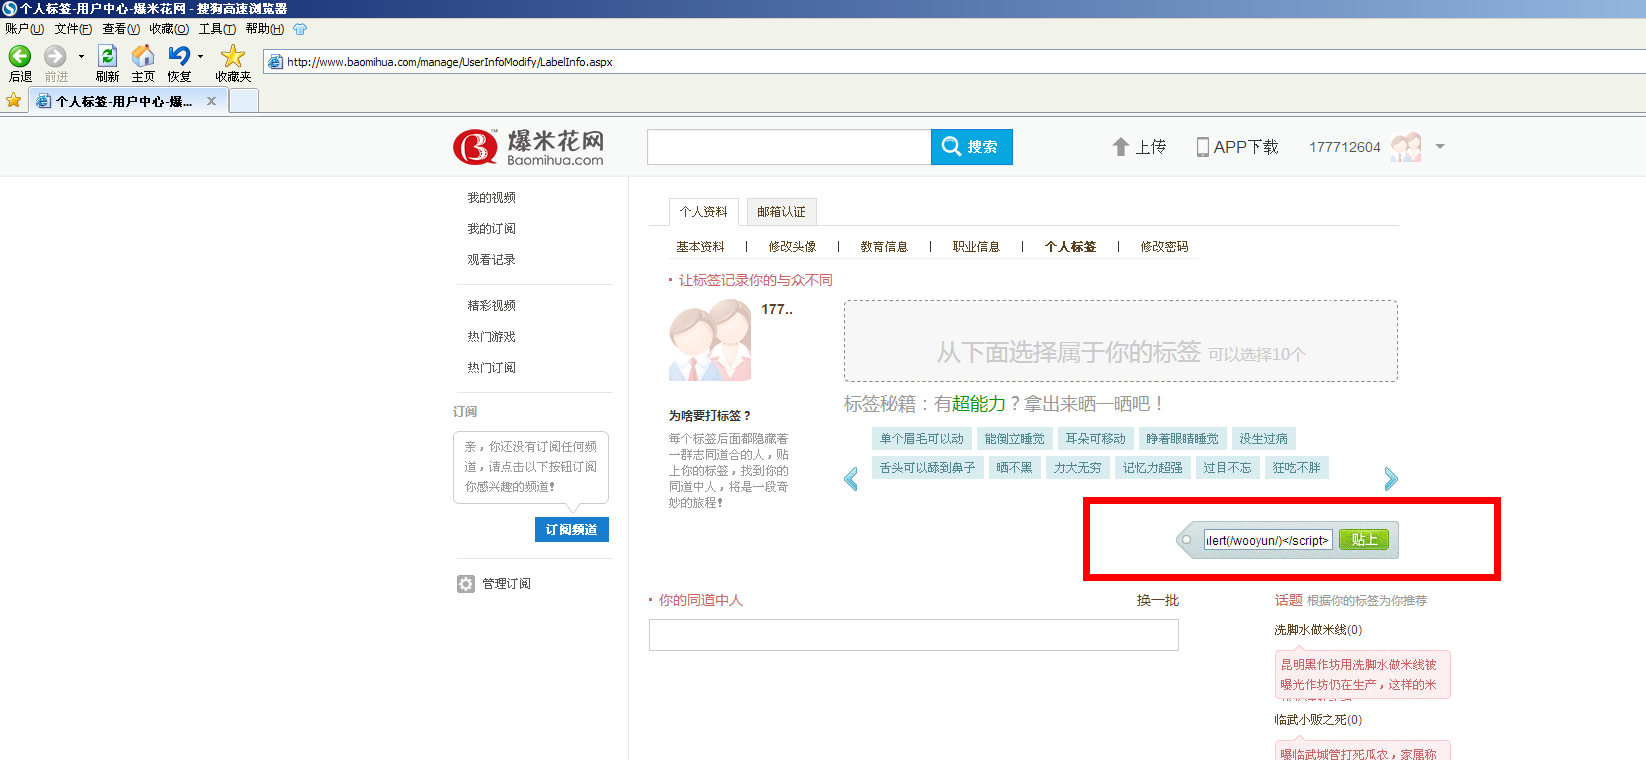 个人标签-用户中心-爆米花网 - 搜狗高速浏览器
账户(U) 文件(F) 查看(V) 收藏(O) 工具(T) 帮助(H)
后退 前进 刷新 主页 恢复 收藏夹
http://www.baomihua.com/manage/UserInfoModify/LabelInfo.aspx
个人标签-用户中心-爆... x
爆米花网 ™
Baomihua.com
搜索
上传
APP下载
177712604
我的视频
我的订阅
观看记录
精彩视频
热门游戏
热门订阅
订阅
亲，你还没有订阅任何频
道，请点击以下按钮订阅
你感兴趣的频道！
订阅频道
管理订阅
个人资料 邮箱认证
基本资料 | 修改头像 | 教育信息 | 职业信息 | 个人标签 | 修改密码
让标签记录你的与众不同
177..
为啥要打标签？
每个标签后面都隐藏着
一群志同道合的人，贴
上你的标签，找到你的
同道中人，将是一段奇
妙的旅程！
从下面选择属于你的标签 可以选择10个
标签秘籍：有超能力？拿出来晒一晒吧！
单个眉毛可以动 能倒立睡觉 耳朵可移动 睁着眼睛睡觉 没生过病
舌头可以舔到鼻子 晒不黑 力大无穷 记忆力超强 过目不忘 狂吃不胖
lert(/wooyun/)</script> 贴上
你的同道中人 换一批
话题 根据你的标签为你推荐
洗脚水做米线(0)
昆明黑作坊用洗脚水做米线被
曝光作坊仍在生产，这样的米
临武小贩之死(0)
曝临武城管打死瓜农，家属称